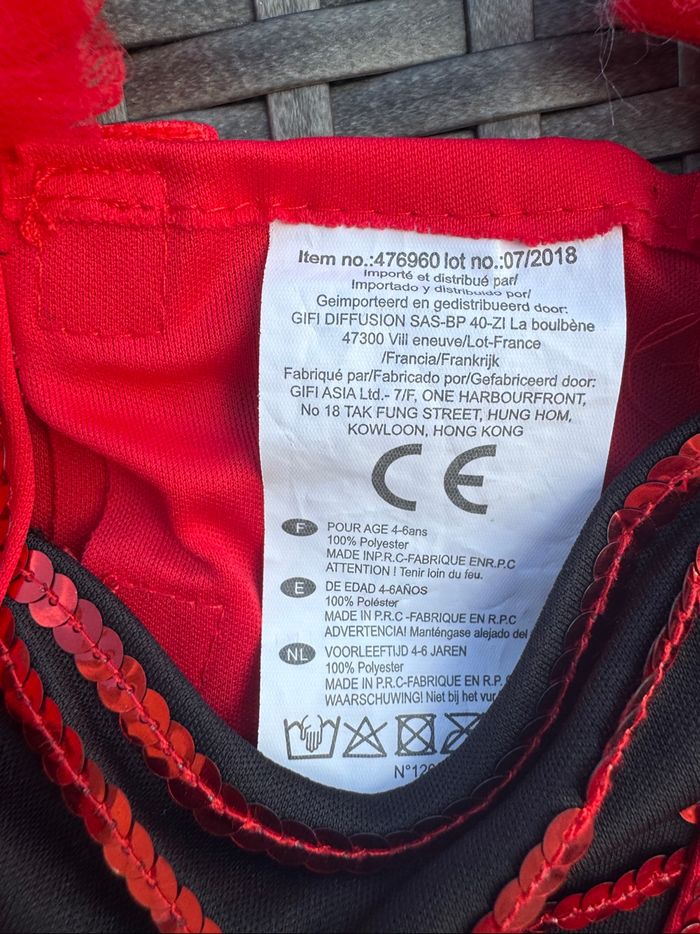 Item no.:476960 lot no.:07/2018
Importé et distribué par/
Importado y distribuido por/
Geimporteerd en gedistribueerd door:
GIFI DIFFUSION SAS-BP 40-ZI La boulbène
47300 Vill eneuve/Lot-France
/Francia/Frankrijk
Fabriqué par/Fabricado por/Gefabriceerd door:
GIFI ASIA Ltd.- 7/F, ONE HARBOURFRONT,
No 18 TAK FUNG STREET, HUNG HOM,
KOWLOON, HONG KONG
CE
F POUR AGE 4-6ans
100% Polyester
MADE INP.R.C-FABRIQUE ENR.P.C
ATTENTION ! Tenir loin du feu.
E DE EDAD 4-6AÑOS
100% Poléster
MADE IN P.R.C -FABRIQUE EN R.P.C
ADVERTENCIA! Manténgase alejado del
NL VOORLEEFTIJD 4-6 JAREN
100% Polyester
MADE IN P.R.C-FABRIQUE EN R.P.
WAARSCHUWING! Niet bij het